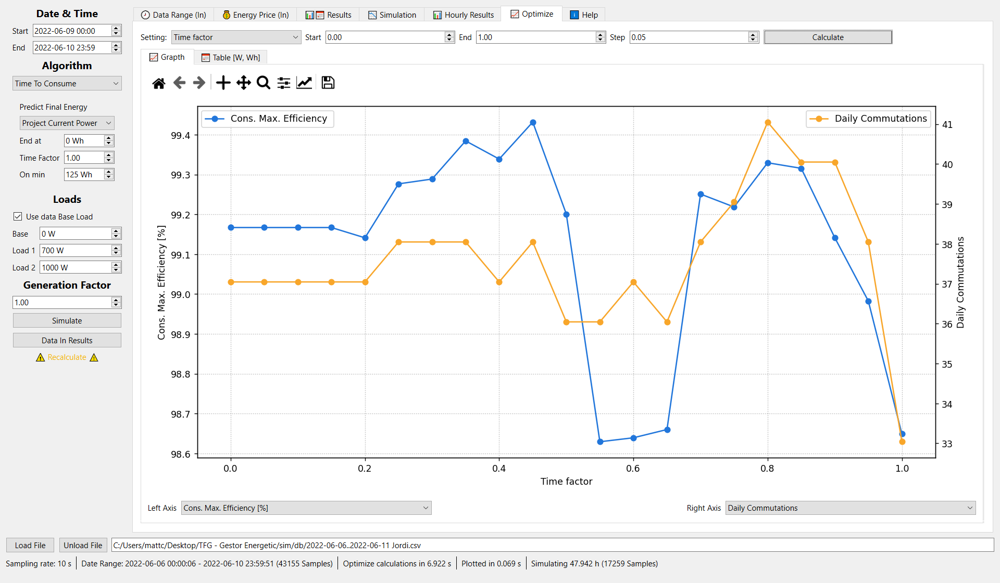 Date & Time
Start 2022-06-09 00:00
End 2022-06-10 23:59
Algorithm
Time To Consume
Predict Final Energy
Project Current Power
End at 0 Wh
Time Factor 1.00
On min 125 Wh
Loads
Use data Base Load
Base 0 W
Load 1 700 W
Load 2 1000 W
Generation Factor
1.00
Simulate
Data In Results
Recalculate
Data Range (In) Energy Price (In) Results Simulation Hourly Results Optimize Help
Setting: Time factor Start 0.00 End 1.00 Step 0.05 Calculate
Grapth Table [W, Wh]
Cons. Max. Efficiency
Daily Commutations
Cons. Max. Efficiency [%]
99.4
99.3
99.2
99.1
99.0
98.9
98.8
98.7
98.6
41
40
39
38
37
36
35
34
33
Daily Commutations
0.0 0.2 0.4 0.6 0.8 1.0
Time factor
Left Axis Cons. Max. Efficiency [%] Right Axis Daily Commutations
Load File Unload File C:/Users/mattc/Desktop/TFG - Gestor Energetic/sim/db/2022-06-06..2022-06-11 Jordi.csv
Sampling rate: 10 s Date Range: 2022-06-06 00:00:06 - 2022-06-10 23:59:51 (43155 Samples) Optimize calculations in 6.922 s Plotted in 0.069 s Simulating 47.942 h (17259 Samples)